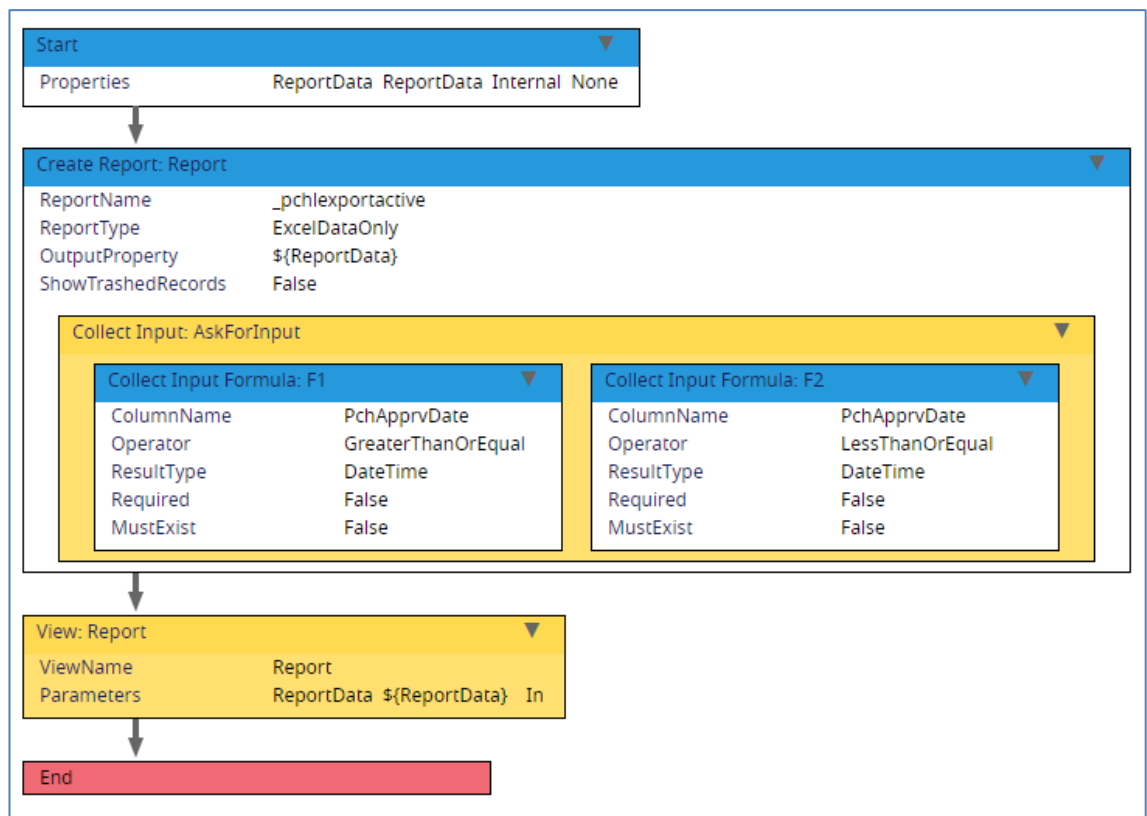 Start
Properties ReportData ReportData Internal None
Create Report: Report
ReportName _pchlexportactive
ReportType ExcelDataOnly
OutputProperty ${ReportData}
ShowTrashedRecords False
Collect Input: AskForInput
Collect Input Formula: F1
ColumnName PchApprvDate
Operator GreaterThanOrEqual
ResultType DateTime
Required False
MustExist False
Collect Input Formula: F2
ColumnName PchApprvDate
Operator LessThanOrEqual
ResultType DateTime
Required False
MustExist False
View: Report
ViewName Report
Parameters ReportData ${ReportData} In
End